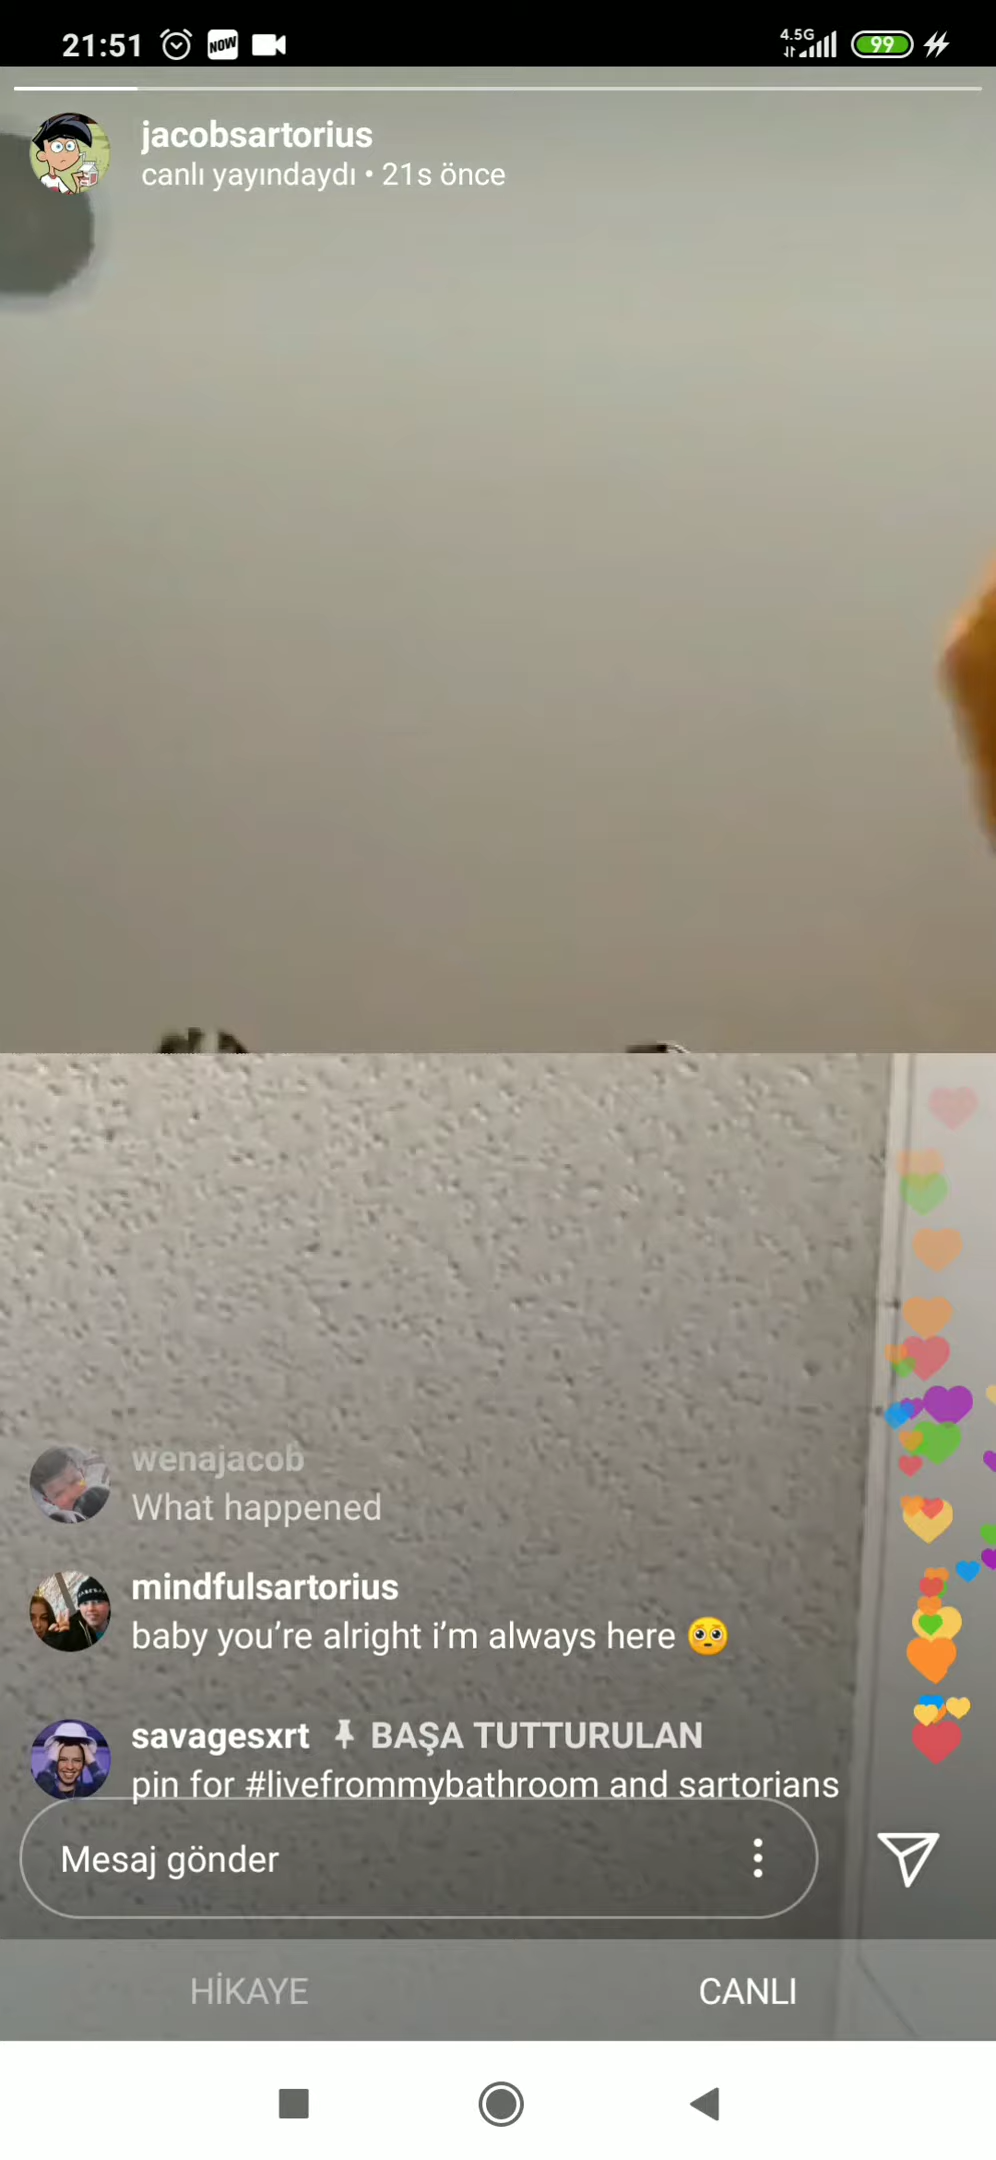 21:51
NOW
4.5G
99
jacobsartorius
canlı yayındaydı • 21s önce
wenajacob
What happened
mindfulsartorius
baby you’re alright i’m always here 🥺
savagesxrt BAŞA TUTTURULAN
pin for #livefrommybathroom and sartorians
Mesaj gönder
HİKAYE
CANLI